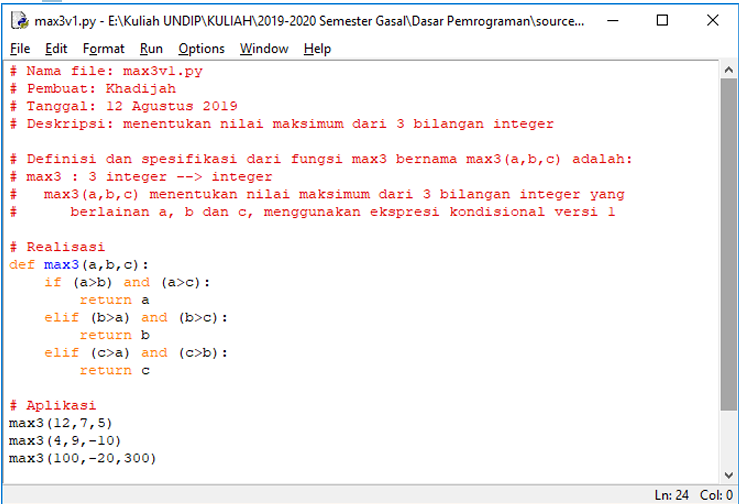 max3v1.py - E:\Kuliah UNDIP\KULIAH\2019-2020 Semester Gasal\Dasar Pemrograman\source...
File Edit Format Run Options Window Help
# Nama file: max3v1.py
# Pembuat: Khadijah
# Tanggal: 12 Agustus 2019
# Deskripsi: menentukan nilai maksimum dari 3 bilangan integer

# Definisi dan spesifikasi dari fungsi max3 bernama max3(a,b,c) adalah:
# max3 : 3 integer --> integer
#   max3(a,b,c) menentukan nilai maksimum dari 3 bilangan integer yang
#      berlainan a, b dan c, menggunakan ekspresi kondisional versi 1

# Realisasi
def max3(a,b,c):
    if (a>b) and (a>c):
        return a
    elif (b>a) and (b>c):
        return b
    elif (c>a) and (c>b):
        return c

# Aplikasi
max3(12,7,5)
max3(4,9,-10)
max3(100,-20,300)
Ln: 24 Col: 0